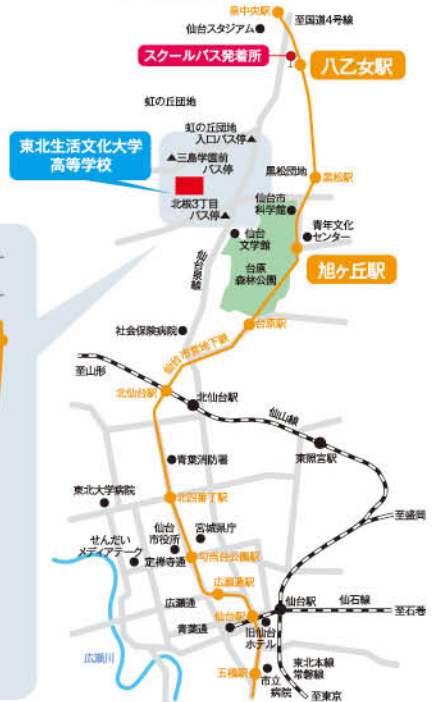 泉中央駅
仙台スタジアム
至国道4号線
スクールバス発着所
八乙女駅
虹の丘団地
虹の丘団地
入口バス停
東北生活文化大学
高等学校
三島学園前
バス停
黒松団地
黒松駅
北根3丁目
バス停
仙台市
科学館
青年文化
センター
仙台
文学館
旭ヶ丘駅
台原
森林公園
仙台泉線
台原駅
社会保険病院
仙台市営地下鉄
至山形
北仙台駅
北仙台駅
仙山線
東照宮駅
青葉消防署
東北大学病院
北四番丁駅
至盛岡
仙台
市役所
宮城県庁
せんだい
メディアテーク
定禅寺通
勾当台公園駅
広瀬通駅
広瀬通
仙台駅
仙台駅
仙石線
至石巻
青葉通
旧仙台
ホテル
広瀬川
東北本線
常磐線
五橋駅
市立
病院
至東京